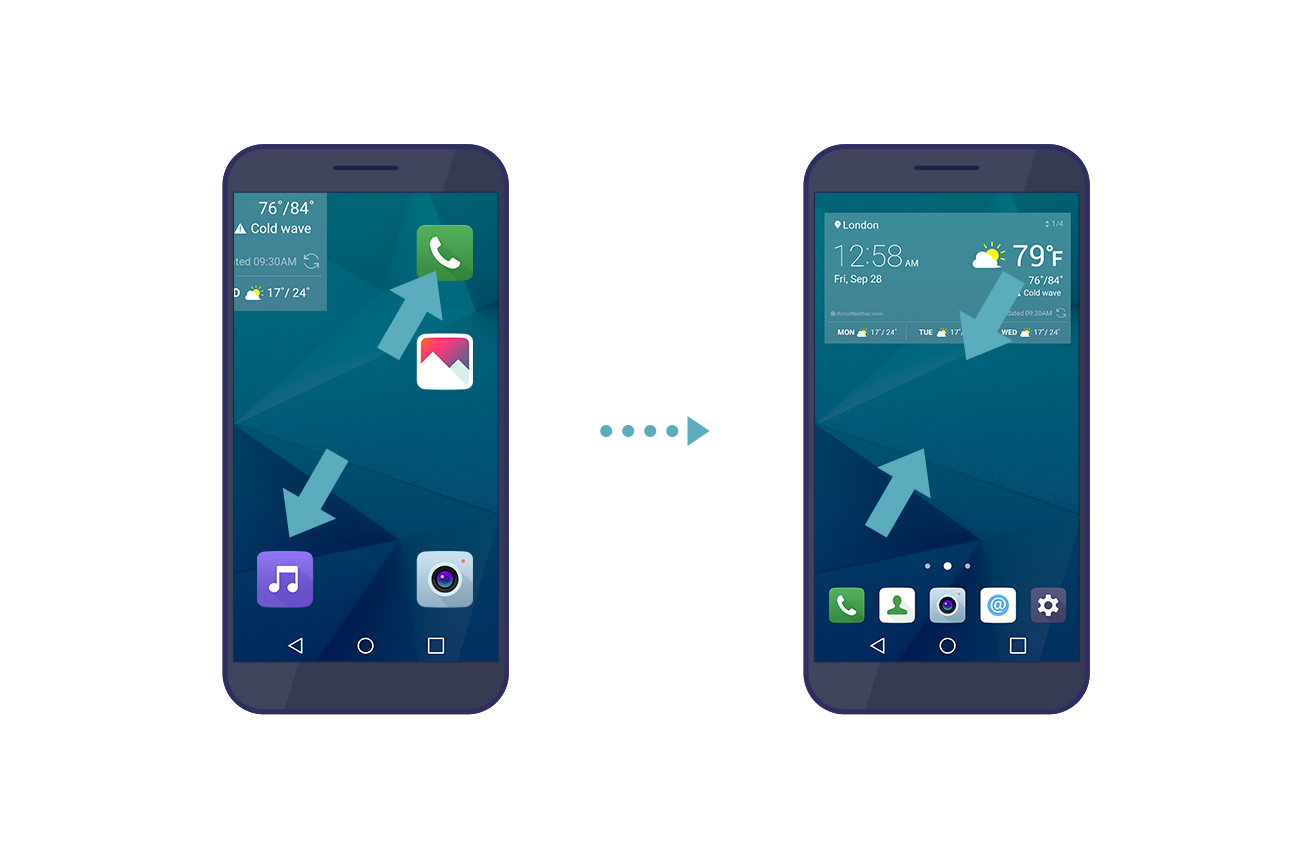 76°/84°
Cold wave
ted 09:30AM
D 17°/ 24°
London
1/4
12:58 AM
79°F
Fri, Sep 28
76°/84°
Cold wave
AccuWeather.com
dated 09:30AM
MON 17°/ 24°
TUE 17°/
WED 17°/ 24°
@